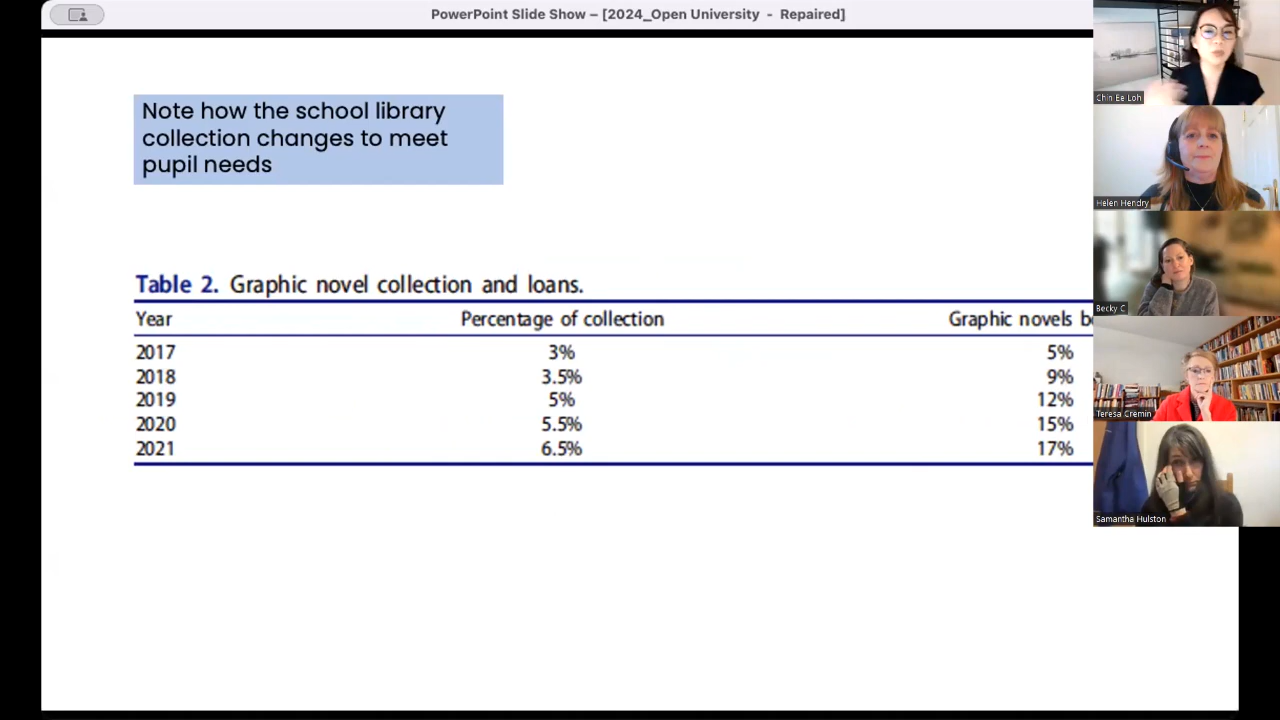 PowerPoint Slide Show – [2024_Open University - Repaired]
Note how the school library
collection changes to meet
pupil needs
Table 2. Graphic novel collection and loans.
Year Percentage of collection Graphic novels
2017 3% 5%
2018 3.5% 9%
2019 5% 12%
2020 5.5% 15%
2021 6.5% 17%
Chin Ee Loh
Helen Hendry
Becky C
Teresa Cremin
Samantha Hulston